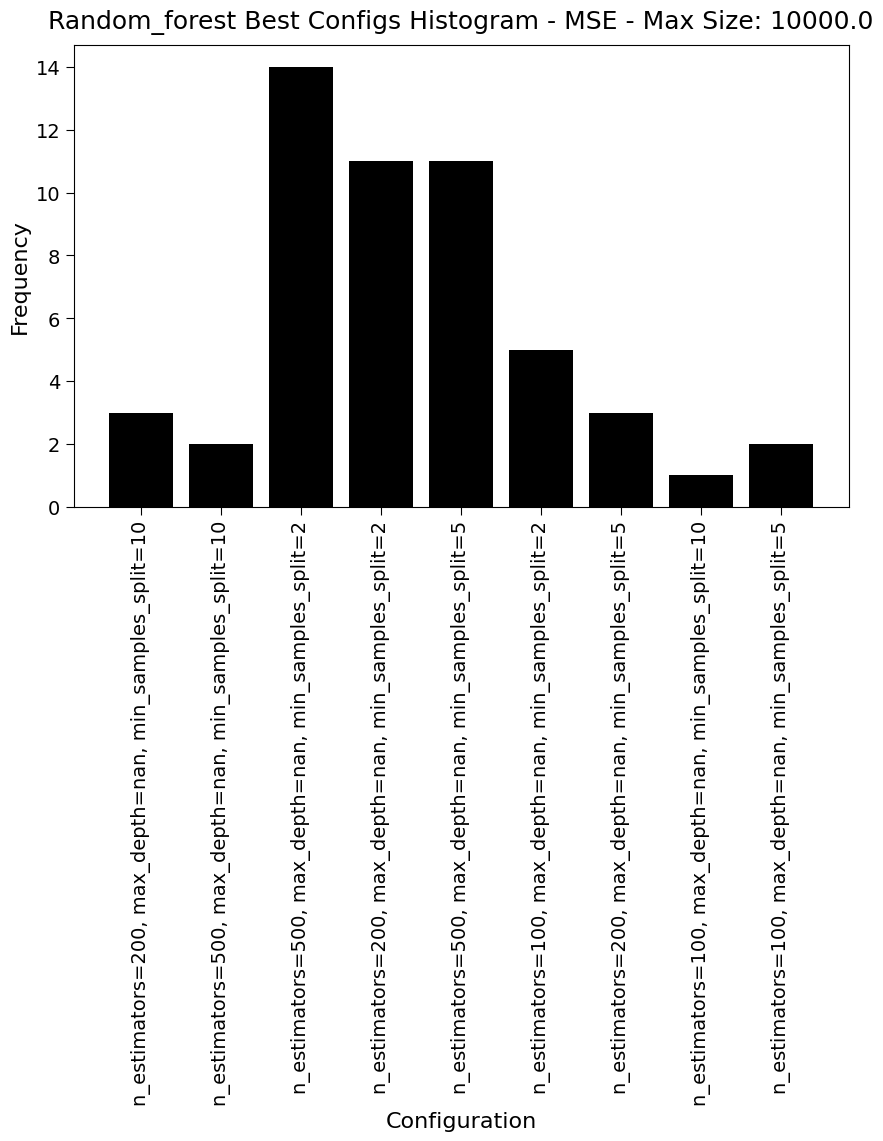 Random_forest Best Configs Histogram - MSE - Max Size: 10000.0
Frequency
14
12
10
8
6
4
2
0
n_estimators=200, max_depth=nan, min_samples_split=10
n_estimators=500, max_depth=nan, min_samples_split=10
n_estimators=500, max_depth=nan, min_samples_split=2
n_estimators=200, max_depth=nan, min_samples_split=2
n_estimators=500, max_depth=nan, min_samples_split=5
n_estimators=100, max_depth=nan, min_samples_split=2
n_estimators=200, max_depth=nan, min_samples_split=5
n_estimators=100, max_depth=nan, min_samples_split=10
n_estimators=100, max_depth=nan, min_samples_split=5
Configuration